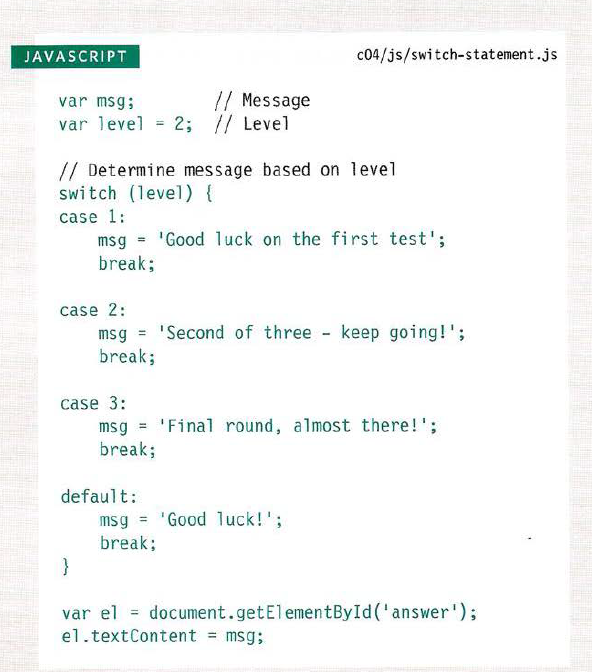 JAVASCRIPT c04/js/switch-statement.js
var msg; // Message
var level = 2; // Level
// Determine message based on level
switch (level) {
case 1:
msg = 'Good luck on the first test';
break;
case 2:
msg = 'Second of three – keep going!';
break;
case 3:
msg = 'Final round, almost there!';
break;
default:
msg = 'Good luck!';
break;
}
var el = document.getElementById('answer');
el.textContent = msg;